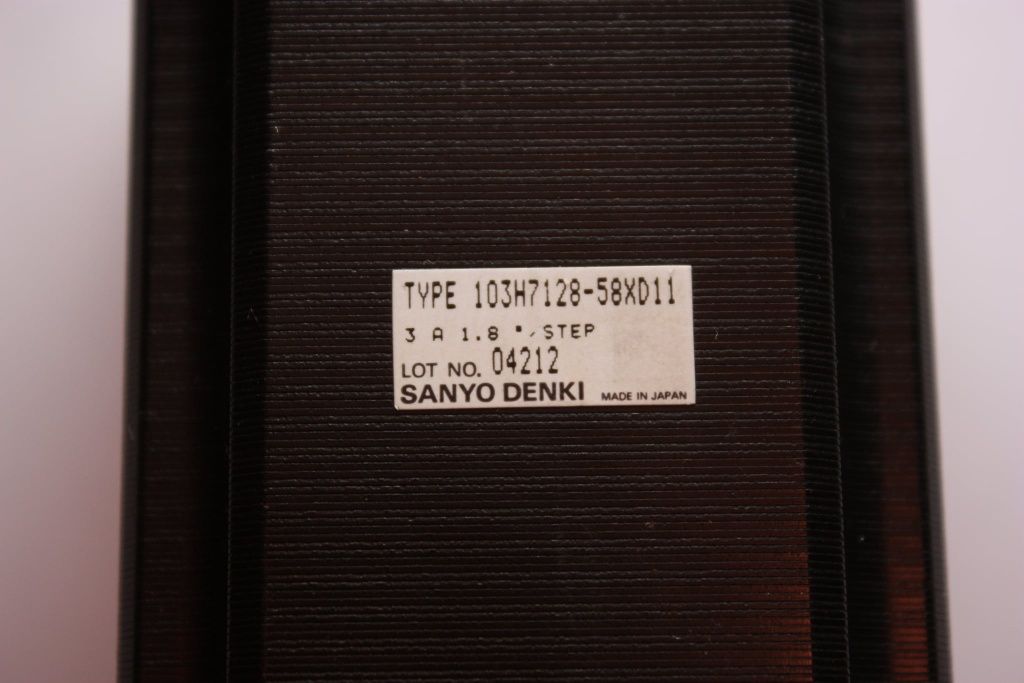 TYPE 103H7128-58XD11
3 A 1.8 °/STEP
LOT NO. 04212
SANYO DENKI MADE IN JAPAN